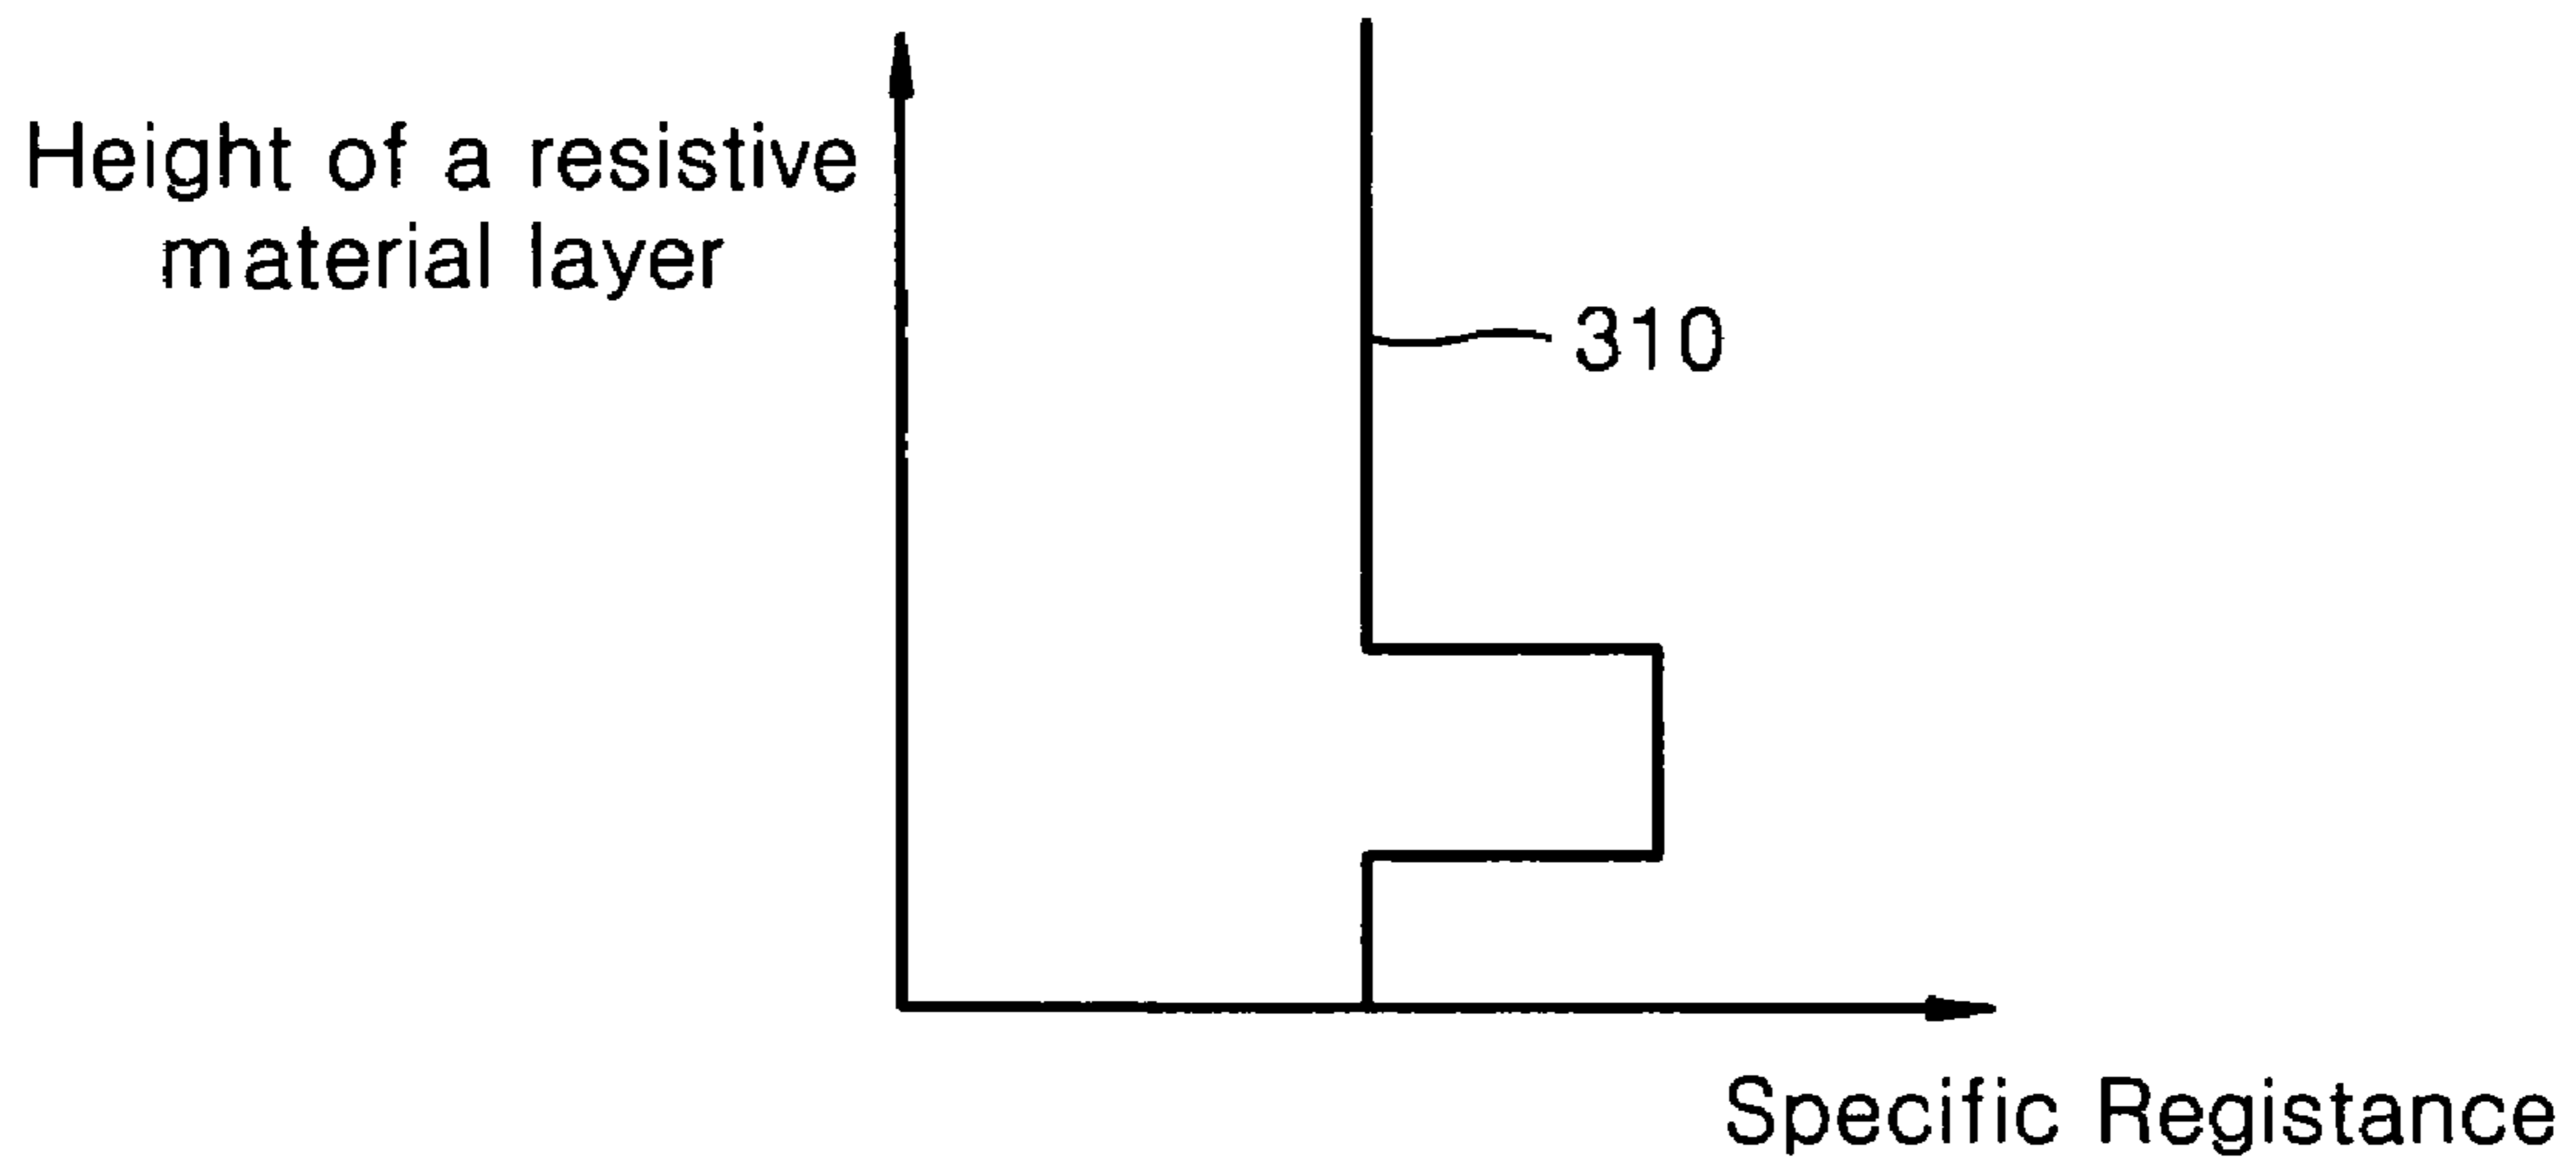 Height of a resistive
material layer
310
Specific Registance